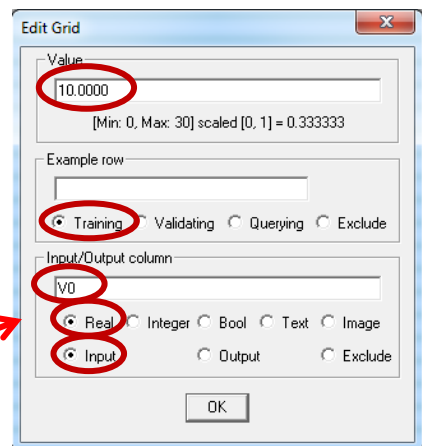 Edit Grid
x
Value
10.0000
[Min: 0, Max: 30] scaled [0, 1] = 0.333333
Example row
Training Validating Querying Exclude
Input/Output column
V0
Real Integer Bool Text Image
Input Output Exclude
OK